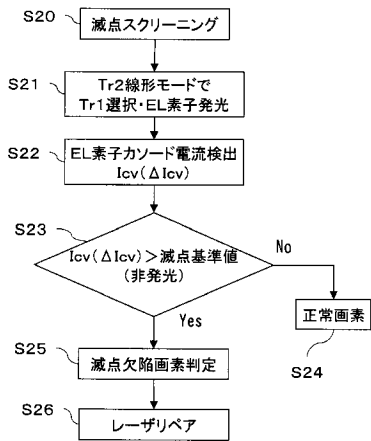 S20
滅点スクリーニング
S21
Tr2線形モードで
Tr1選択・EL素子発光
S22
EL素子カソード電流検出
Icv(ΔIcv)
S23
Icv(ΔIcv)>滅点基準値
(非発光)
No
Yes
正常画素
S24
S25
滅点欠陥画素判定
S26
レーザリペア